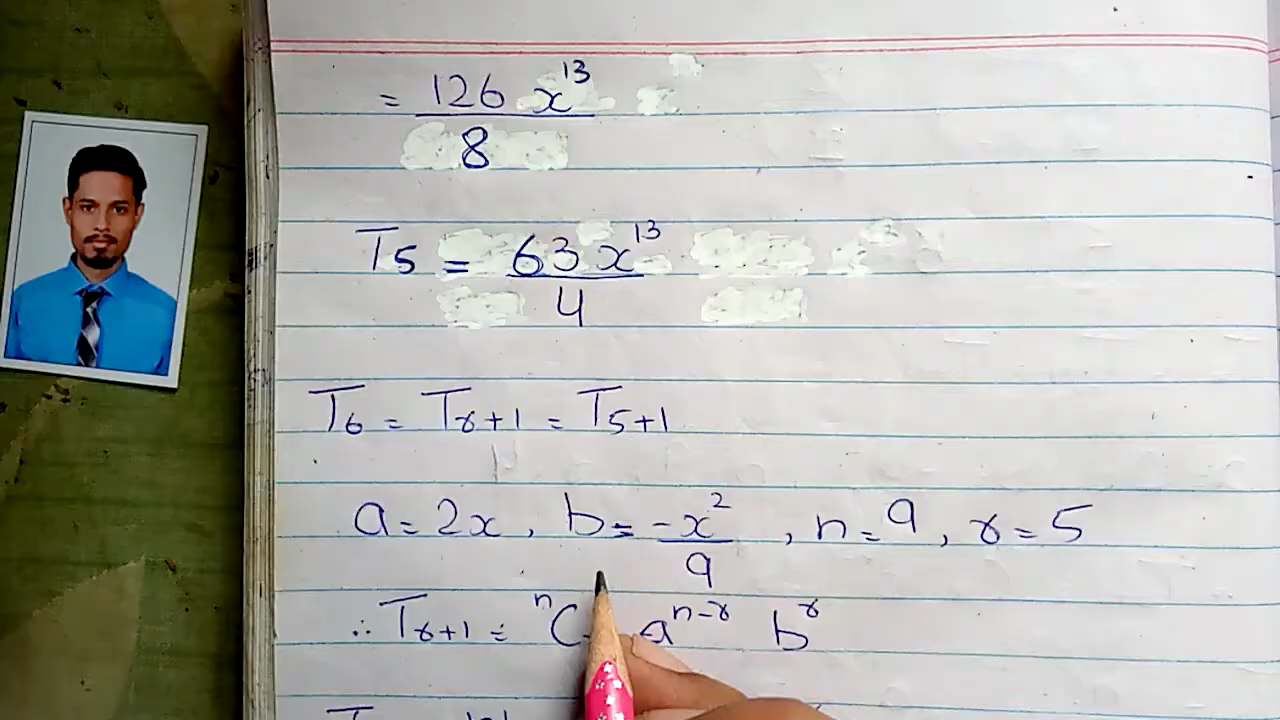 = 126 x^13 / 8
T5 = 63 x^13 / 4
T6 = Tr+1 = T5+1
a = 2x, b = -x^2 / 9, n = 9, r = 5
∴ Tr+1 = nC a^n-r b^r